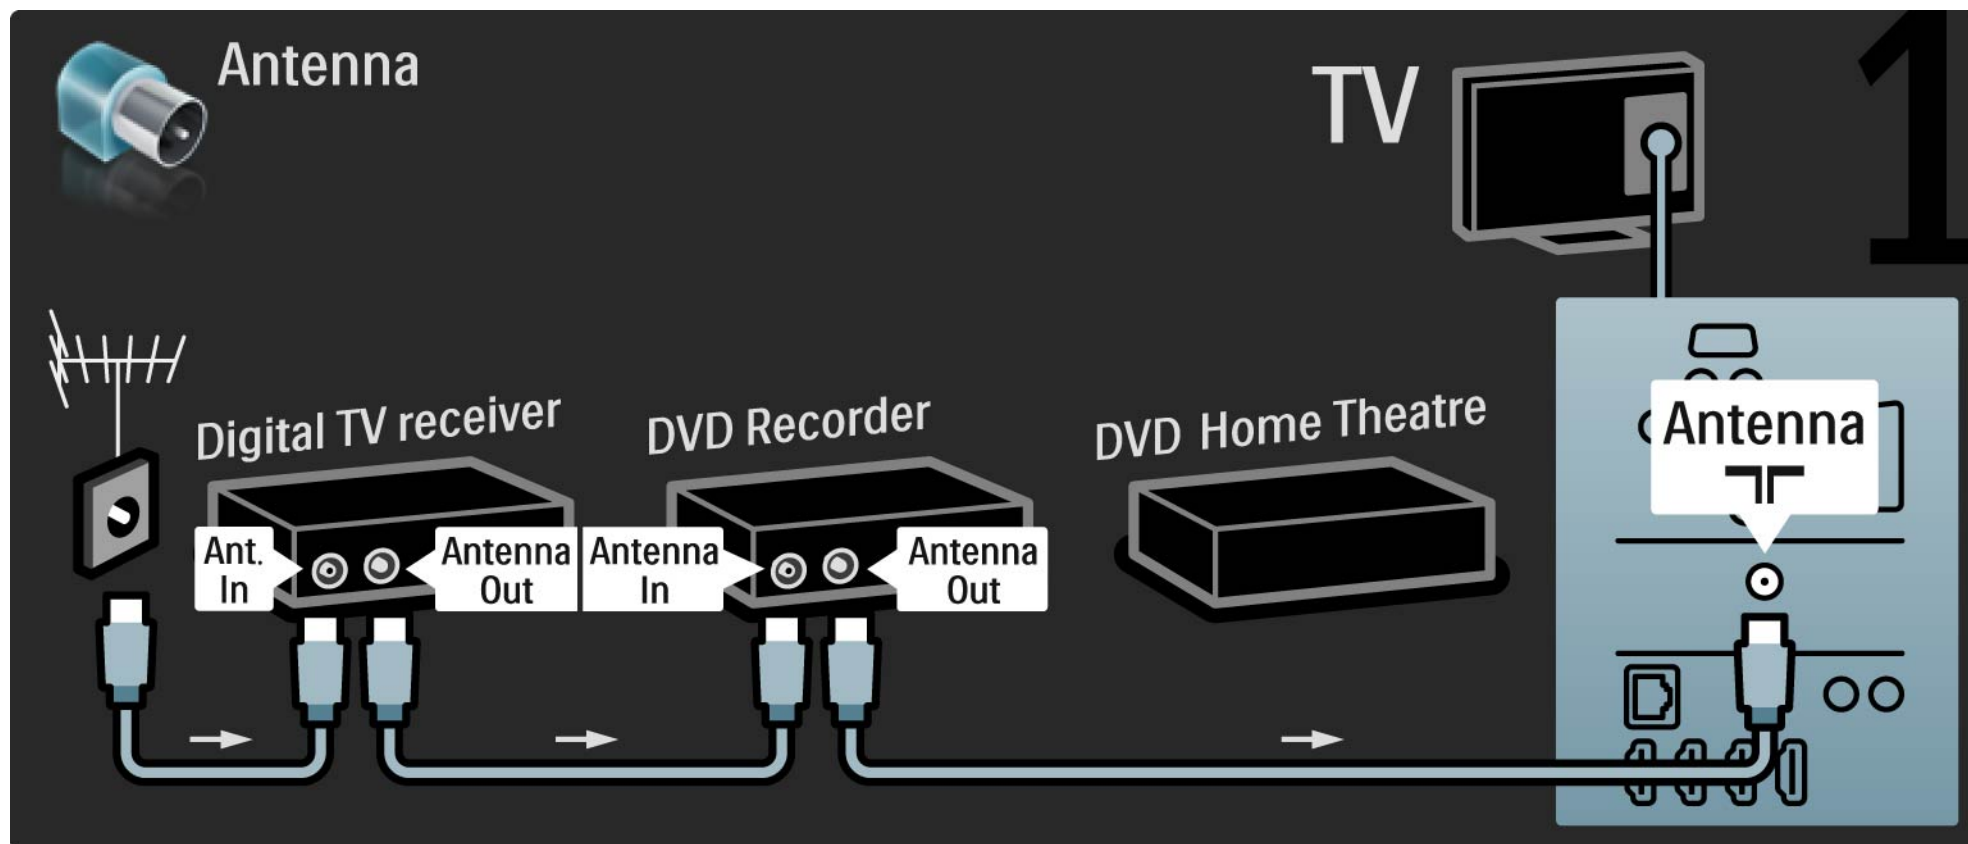 Antenna
TV
1
Digital TV receiver
DVD Recorder
DVD Home Theatre
Antenna
Ant.
In
Antenna
Out
Antenna
In
Antenna
Out